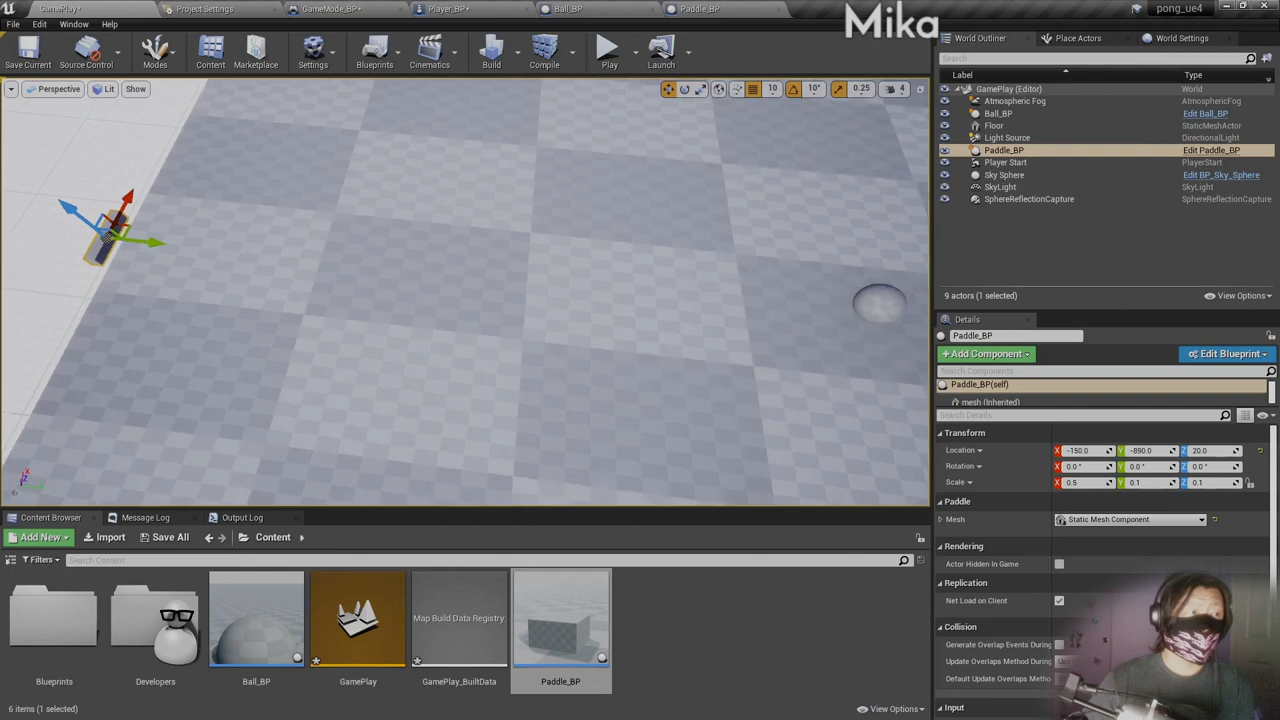 GamePlay*
Project Settings
GameMode_BP*
Player_BP*
Ball_BP
Paddle_BP
Mika
pong_ue4
File Edit Window Help
Save Current
Source Control
Modes
Content
Marketplace
Settings
Blueprints
Cinematics
Build
Compile
Play
Launch
World Outliner
Place Actors
World Settings
Perspective Lit Show
10 10° 0.25 4
Search...
Label Type
GamePlay (Editor) World
Atmospheric Fog AtmosphericFog
Ball_BP Edit Ball_BP
Floor StaticMeshActor
Light Source DirectionalLight
Paddle_BP Edit Paddle_BP
Player Start PlayerStart
Sky Sphere Edit BP_Sky_Sphere
SkyLight SkyLight
SphereReflectionCapture SphereReflectionCapture
9 actors (1 selected) View Options
Details
Paddle_BP
Add Component Edit Blueprint
Search Components
Paddle_BP(self)
mesh (Inherited)
Search Details
Transform
Location X -150.0 Y -890.0 Z 20.0
Rotation X 0.0° Y 0.0° Z 0.0°
Scale X 0.5 Y 0.1 Z 0.1
Paddle
Mesh Static Mesh Component
Rendering
Actor Hidden In Game
Replication
Net Load on Client
Collision
Generate Overlap Events During
Update Overlaps Method During
Default Update Overlaps Metho
Input
Content Browser Message Log Output Log
Add New Import Save All Content
Filters Search Content
Map Build Data Registry
Blueprints
Developers
Ball_BP
GamePlay
GamePlay_BuiltData
Paddle_BP
6 items (1 selected) View Options